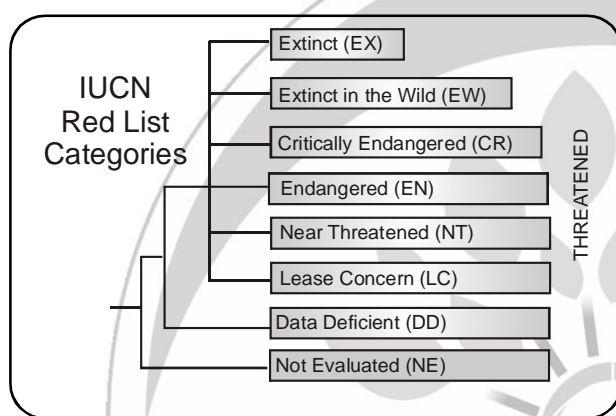 IUCN
Red List
Categories
Extinct (EX)
Extinct in the Wild (EW)
Critically Endangered (CR)
Endangered (EN)
Near Threatened (NT)
Lease Concern (LC)
Data Deficient (DD)
Not Evaluated (NE)
THREATENED